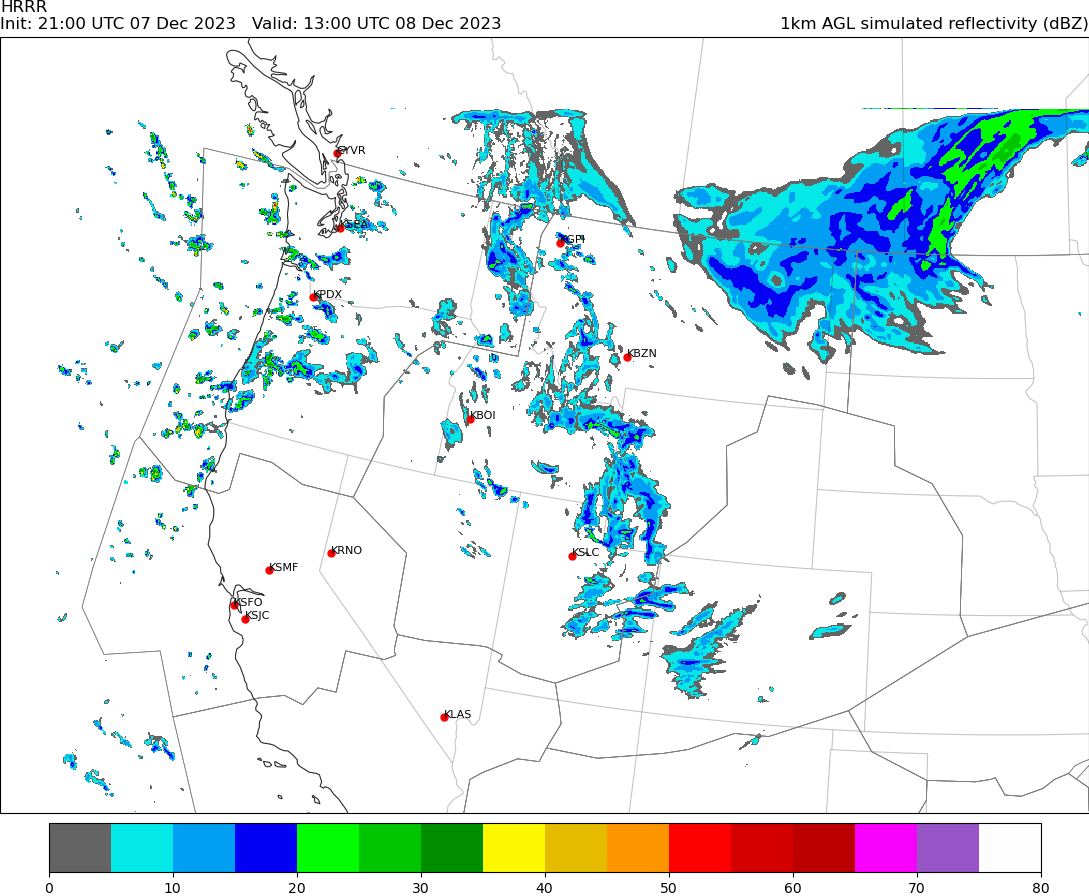 HRRR
Init: 21:00 UTC 07 Dec 2023   Valid: 13:00 UTC 08 Dec 2023
1km AGL simulated reflectivity (dBZ)
CYVR
KSEA
KGPI
KPDX
KBZN
KBOI
KRNO
KSLC
KSMF
KSFO
KSJC
KLAS
0 10 20 30 40 50 60 70 80